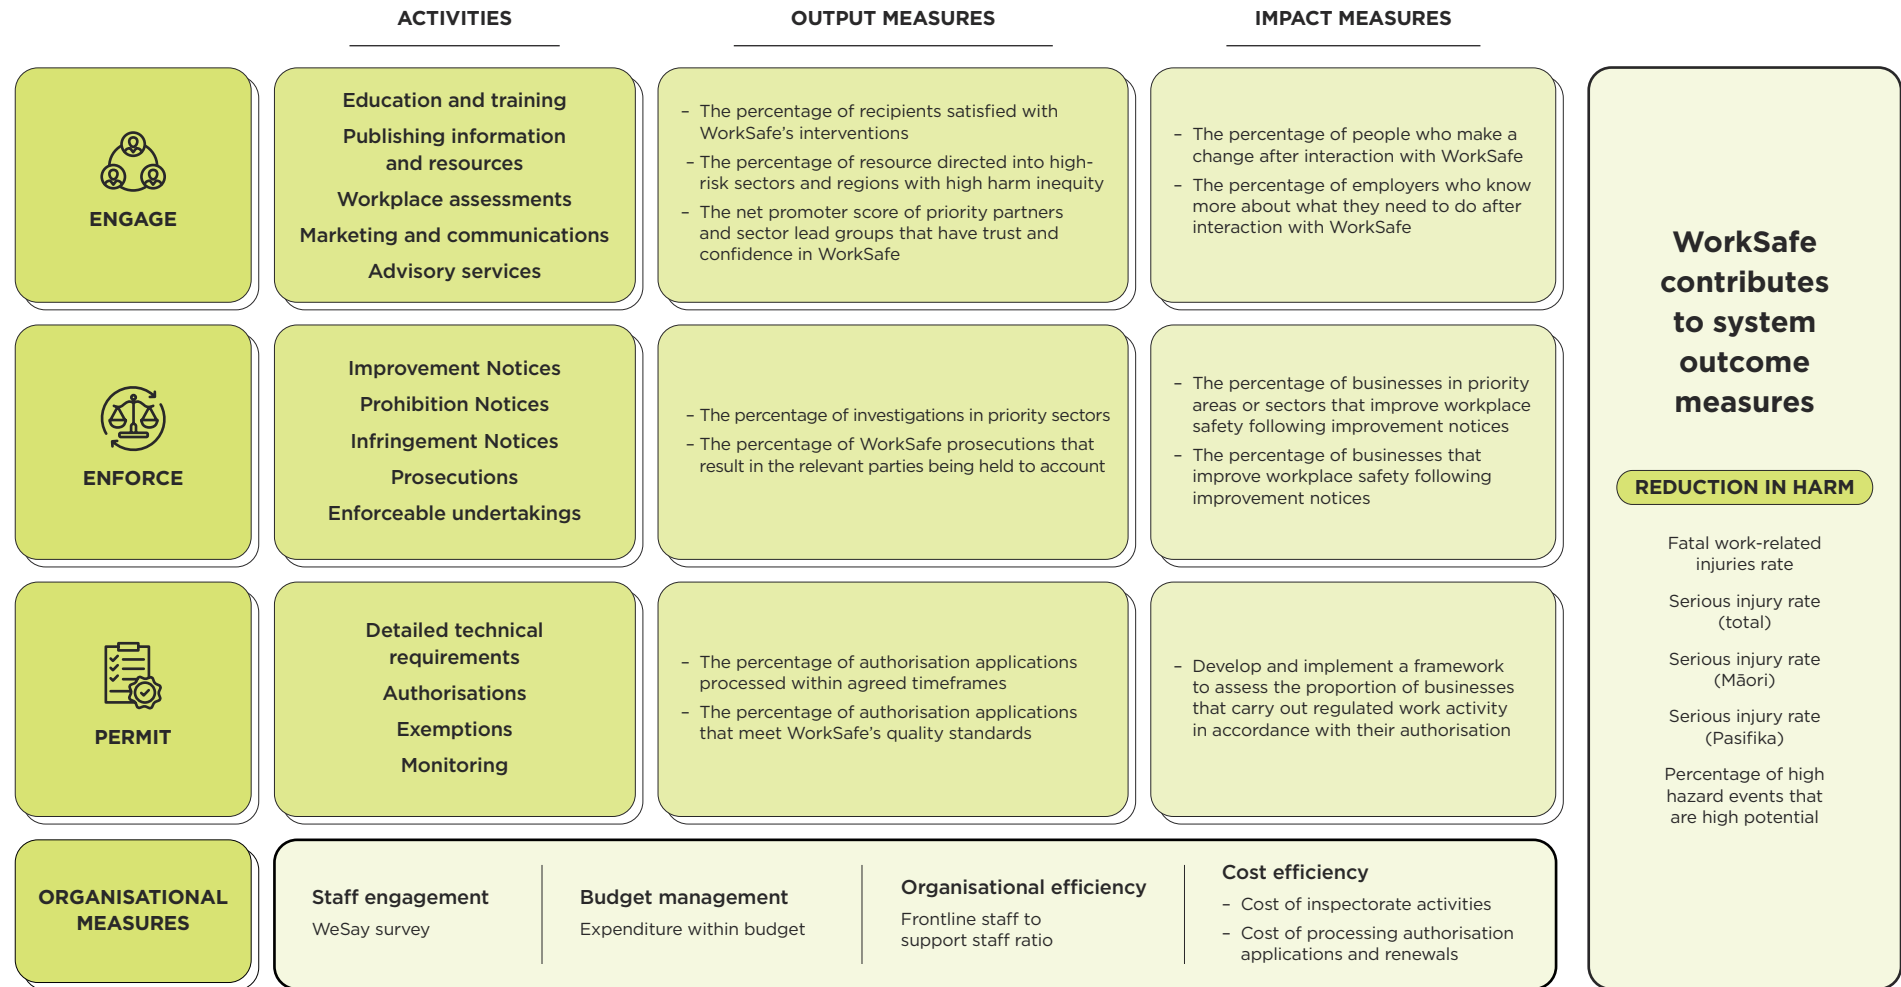 ACTIVITIES
OUTPUT MEASURES
IMPACT MEASURES
ENGAGE
Education and training
Publishing information
and resources
Workplace assessments
Marketing and communications
Advisory services
– The percentage of recipients satisfied with
WorkSafe's interventions
– The percentage of resource directed into high-
risk sectors and regions with high harm inequity
– The net promoter score of priority partners
and sector lead groups that have trust and
confidence in WorkSafe
– The percentage of people who make a
change after interaction with WorkSafe
– The percentage of employers who know
more about what they need to do after
interaction with WorkSafe
ENFORCE
Improvement Notices
Prohibition Notices
Infringement Notices
Prosecutions
Enforceable undertakings
– The percentage of investigations in priority sectors
– The percentage of WorkSafe prosecutions that
result in the relevant parties being held to account
– The percentage of businesses in priority
areas or sectors that improve workplace
safety following improvement notices
– The percentage of businesses that
improve workplace safety following
improvement notices
PERMIT
Detailed technical
requirements
Authorisations
Exemptions
Monitoring
– The percentage of authorisation applications
processed within agreed timeframes
– The percentage of authorisation applications
that meet WorkSafe's quality standards
– Develop and implement a framework
to assess the proportion of businesses
that carry out regulated work activity
in accordance with their authorisation
ORGANISATIONAL
MEASURES
Staff engagement
WeSay survey
Budget management
Expenditure within budget
Organisational efficiency
Frontline staff to
support staff ratio
Cost efficiency
– Cost of inspectorate activities
– Cost of processing authorisation
applications and renewals
WorkSafe
contributes
to system
outcome
measures
REDUCTION IN HARM
Fatal work-related
injuries rate
Serious injury rate
(total)
Serious injury rate
(Māori)
Serious injury rate
(Pasifika)
Percentage of high
hazard events that
are high potential